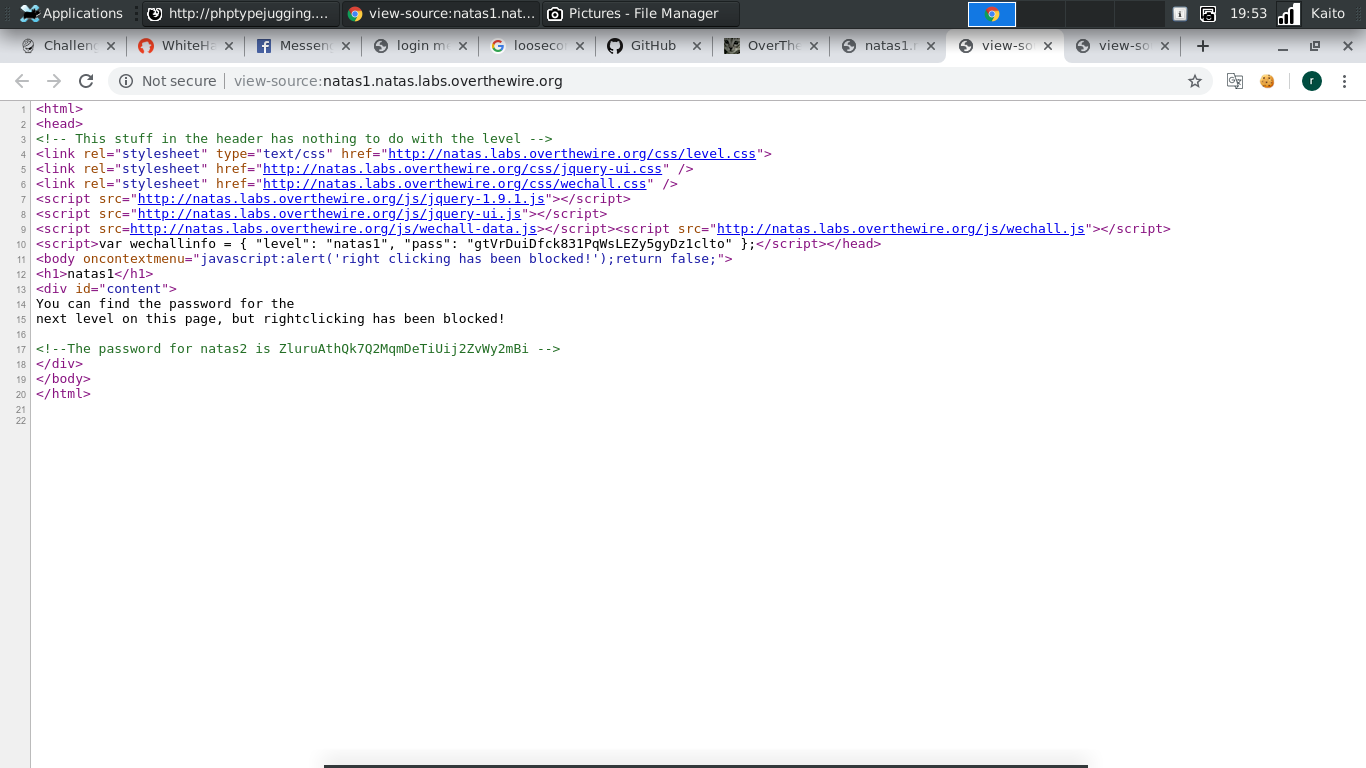 Applications
http://phptypejugging....
view-source:natas1.nat...
Pictures - File Manager
19:53
Kaito
Challeng
WhiteHa
Messeng
login m
loosecor
GitHub
OverThe
natas1.n
view-so
view-so
Not secure
view-source:natas1.natas.labs.overthewire.org
r
1 <html>
2 <head>
3 <!-- This stuff in the header has nothing to do with the level -->
4 <link rel="stylesheet" type="text/css" href="http://natas.labs.overthewire.org/css/level.css">
5 <link rel="stylesheet" href="http://natas.labs.overthewire.org/css/jquery-ui.css" />
6 <link rel="stylesheet" href="http://natas.labs.overthewire.org/css/wechall.css" />
7 <script src="http://natas.labs.overthewire.org/js/jquery-1.9.1.js"></script>
8 <script src="http://natas.labs.overthewire.org/js/jquery-ui.js"></script>
9 <script src=http://natas.labs.overthewire.org/js/wechall-data.js></script><script src="http://natas.labs.overthewire.org/js/wechall.js"></script>
10 <script>var wechallinfo = { "level": "natas1", "pass": "gtVrDuiDfck831PqWsLEZy5gyDz1clto" };</script></head>
11 <body oncontextmenu="javascript:alert('right clicking has been blocked!');return false;">
12 <h1>natas1</h1>
13 <div id="content">
14 You can find the password for the
15 next level on this page, but rightclicking has been blocked!
16
17 <!--The password for natas2 is ZluruAthQk7Q2MqmDeTiUij2ZvWy2mBi -->
18 </div>
19 </body>
20 </html>
21
22